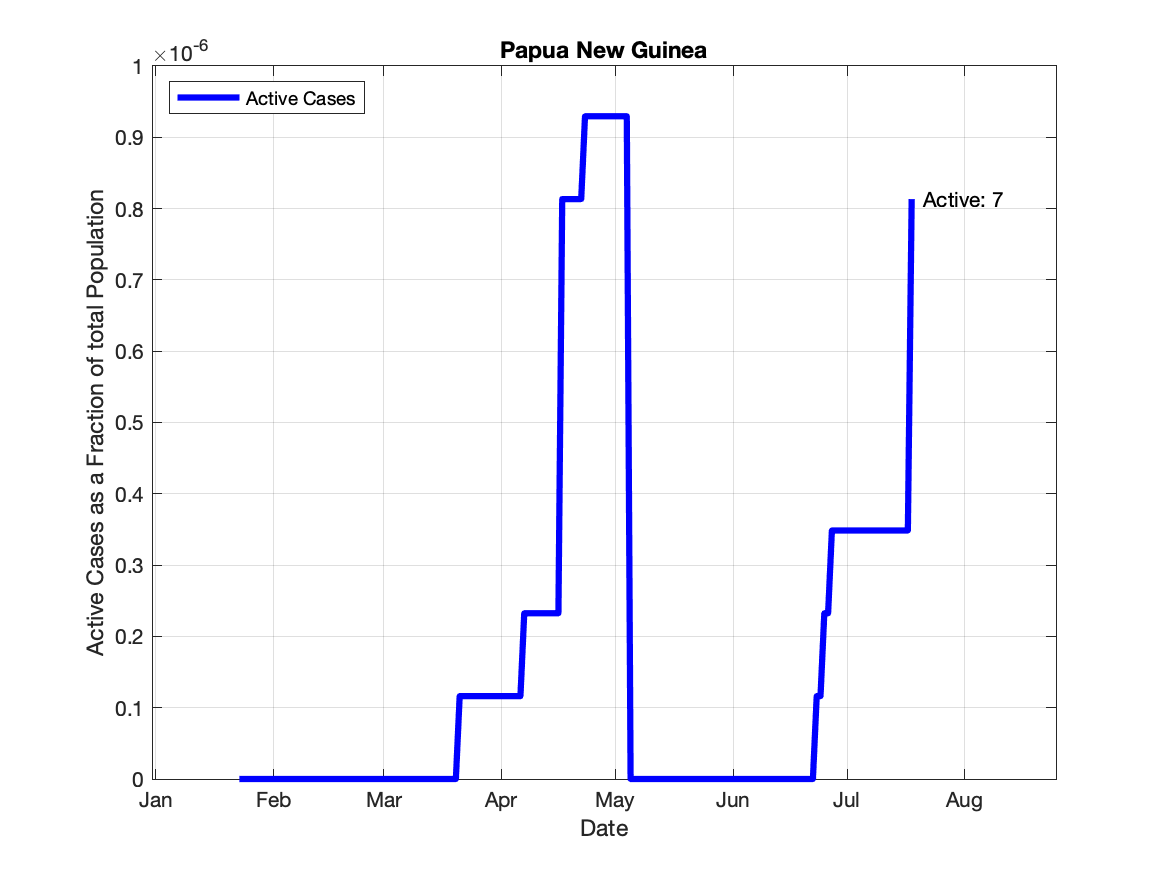 Papua New Guinea
×10-6
Active Cases
Active: 7
1
0.9
0.8
0.7
0.6
0.5
0.4
0.3
0.2
0.1
0
Active Cases as a Fraction of total Population
Jan Feb Mar Apr May Jun Jul Aug
Date